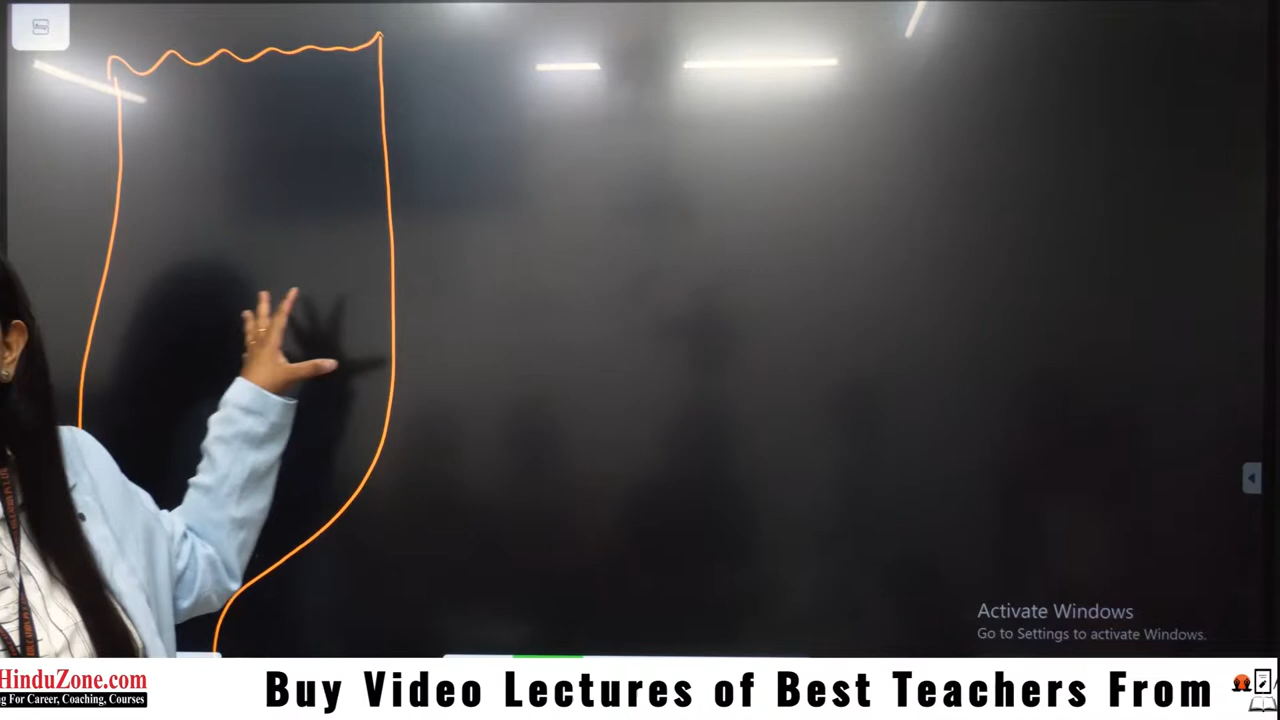 Activate Windows
Go to Settings to activate Windows.
HinduZone.com
ng For Career, Coaching, Courses
Buy Video Lectures of Best Teachers From